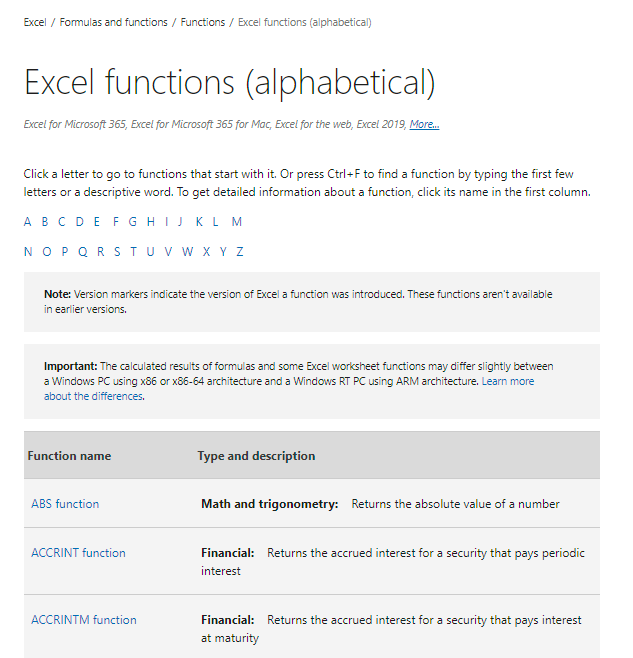 Excel / Formulas and functions / Functions / Excel functions (alphabetical)
Excel functions (alphabetical)
Excel for Microsoft 365, Excel for Microsoft 365 for Mac, Excel for the web, Excel 2019, More...
Click a letter to go to functions that start with it. Or press Ctrl+F to find a function by typing the first few
letters or a descriptive word. To get detailed information about a function, click its name in the first column.
A B C D E F G H I J K L M
N O P Q R S T U V W X Y Z
Note: Version markers indicate the version of Excel a function was introduced. These functions aren't available
in earlier versions.
Important: The calculated results of formulas and some Excel worksheet functions may differ slightly between
a Windows PC using x86 or x86-64 architecture and a Windows RT PC using ARM architecture. Learn more
about the differences.
Function name Type and description
ABS function Math and trigonometry: Returns the absolute value of a number
ACCRINT function Financial: Returns the accrued interest for a security that pays periodic
interest
ACCRINTM function Financial: Returns the accrued interest for a security that pays interest
at maturity